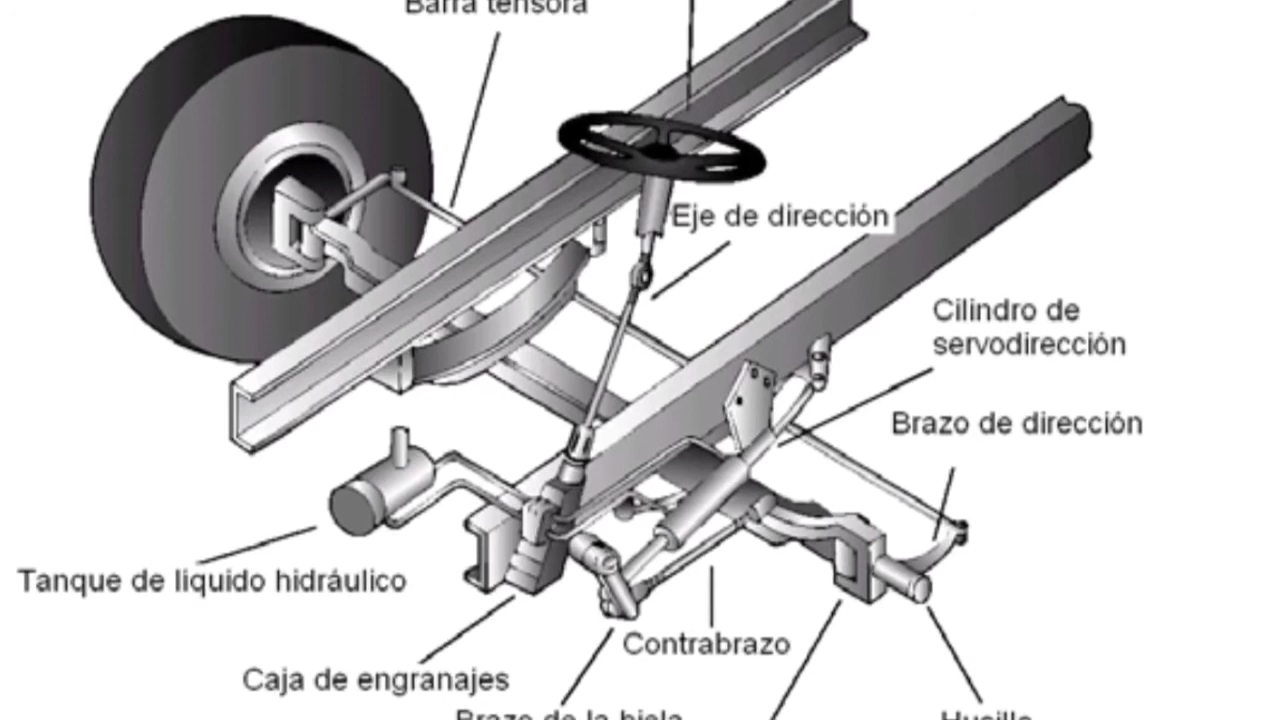 Barra tensora
Eje de dirección
Cilindro de
servodirección
Brazo de dirección
Tanque de liquido hidráulico
Contrabrazo
Caja de engranajes
Brazo de la biela
Husillo